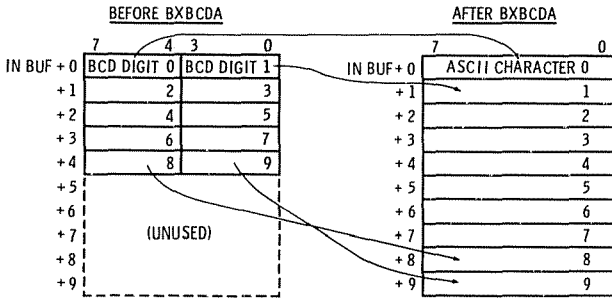 BEFORE BXBCDA AFTER BXBCDA
7 4 3 0 7 0
IN BUF + 0 BCD DIGIT 0 BCD DIGIT 1 IN BUF + 0 ASCII CHARACTER 0
+ 1 2 3 + 1 1
+ 2 4 5 + 2 2
+ 3 6 7 + 3 3
+ 4 8 9 + 4 4
+ 5 + 5 5
+ 6 + 6 6
+ 7 (UNUSED) + 7 7
+ 8 + 8 8
+ 9 + 9 9